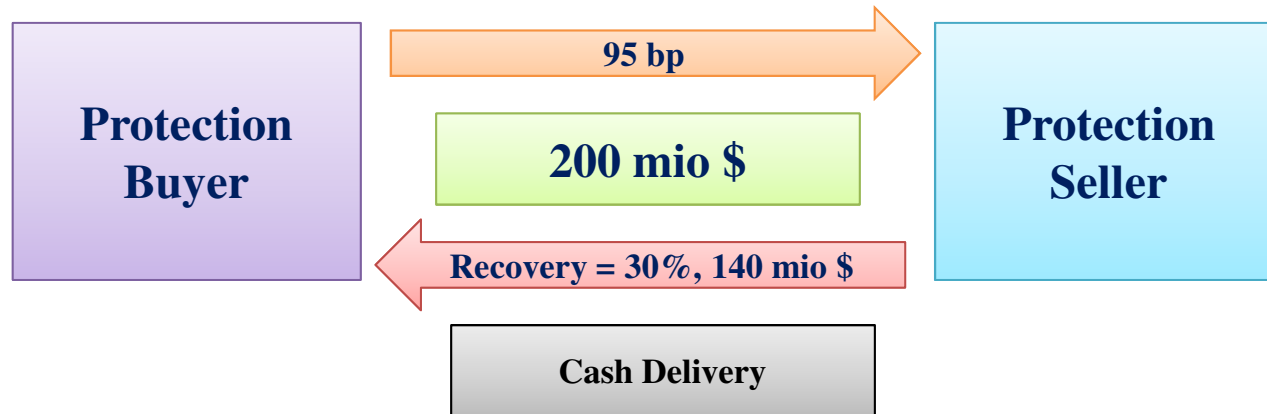 Protection
Buyer
95 bp
200 mio $
Recovery = 30%, 140 mio $
Cash Delivery
Protection
Seller